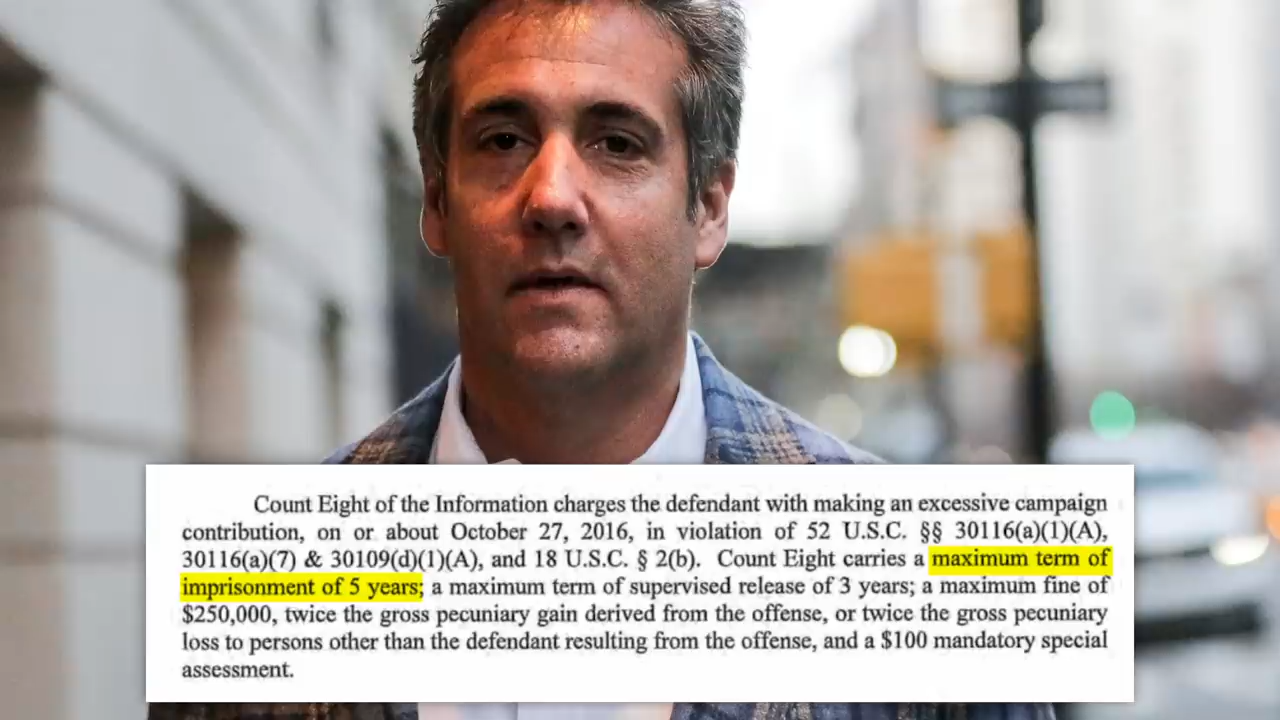 Count Eight of the Information charges the defendant with making an excessive campaign
contribution, on or about October 27, 2016, in violation of 52 U.S.C. §§ 30116(a)(1)(A),
30116(a)(7) & 30109(d)(1)(A), and 18 U.S.C. § 2(b). Count Eight carries a maximum term of
imprisonment of 5 years; a maximum term of supervised release of 3 years; a maximum fine of
$250,000, twice the gross pecuniary gain derived from the offense, or twice the gross pecuniary
loss to persons other than the defendant resulting from the offense, and a $100 mandatory special
assessment.